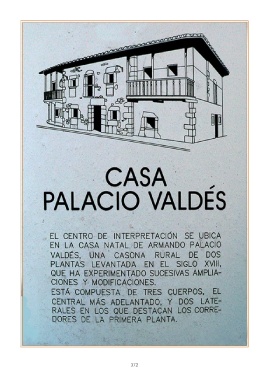 CASA
PALACIO VALDÉS
EL CENTRO DE INTERPRETACIÓN SE UBICA
EN LA CASA NATAL DE ARMANDO PALACIO
VALDÉS, UNA CASONA RURAL DE DOS
PLANTAS LEVANTADA EN EL SIGLO XVIII,
QUE HA EXPERIMENTADO SUCESIVAS AMPLIA-
CIONES Y MODIFICACIONES.
ESTÁ COMPUESTA DE TRES CUERPOS, EL
CENTRAL MÁS ADELANTADO, Y DOS LATE-
RALES EN LOS QUE DESTACAN LOS CORRE-
DORES DE LA PRIMERA PLANTA.